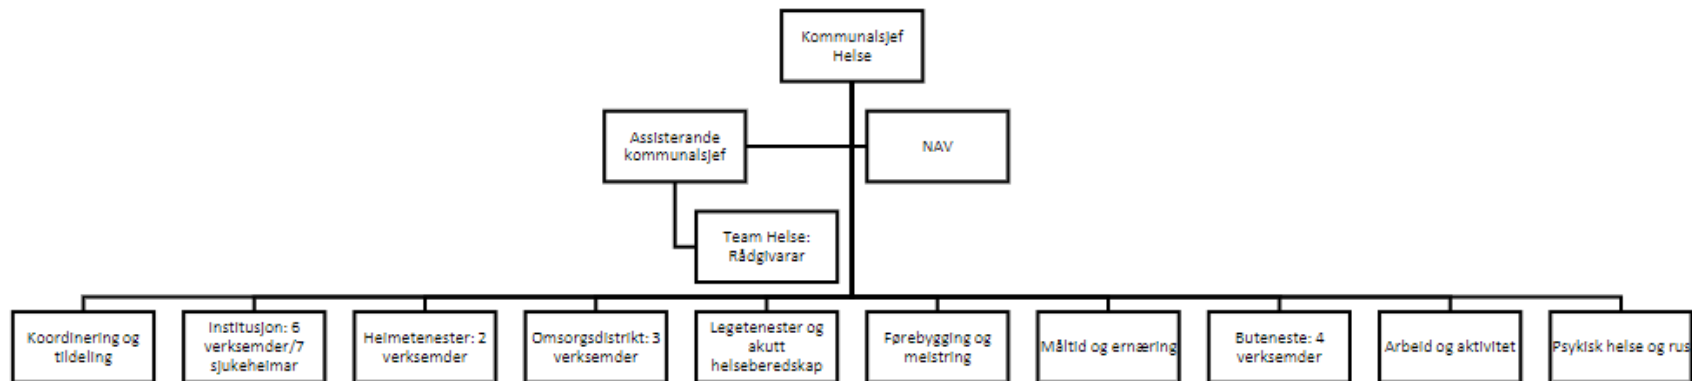 Kommunalsjef
Helse
Assisterande
kommunalsjef
NAV
Team Helse:
Rådgivarar
Koordinering og
tildeling
Institusjon: 6
verksemder/7
sjukeheimar
Heimetenester: 2
verksemder
Omsorgsdistrikt: 3
verksemder
Legetenester og
akutt
helseberedskap
Førebygging og
meistring
Måltid og ernæring
Buteneste: 4
verksemder
Arbeid og aktivitet
Psykisk helse og rus